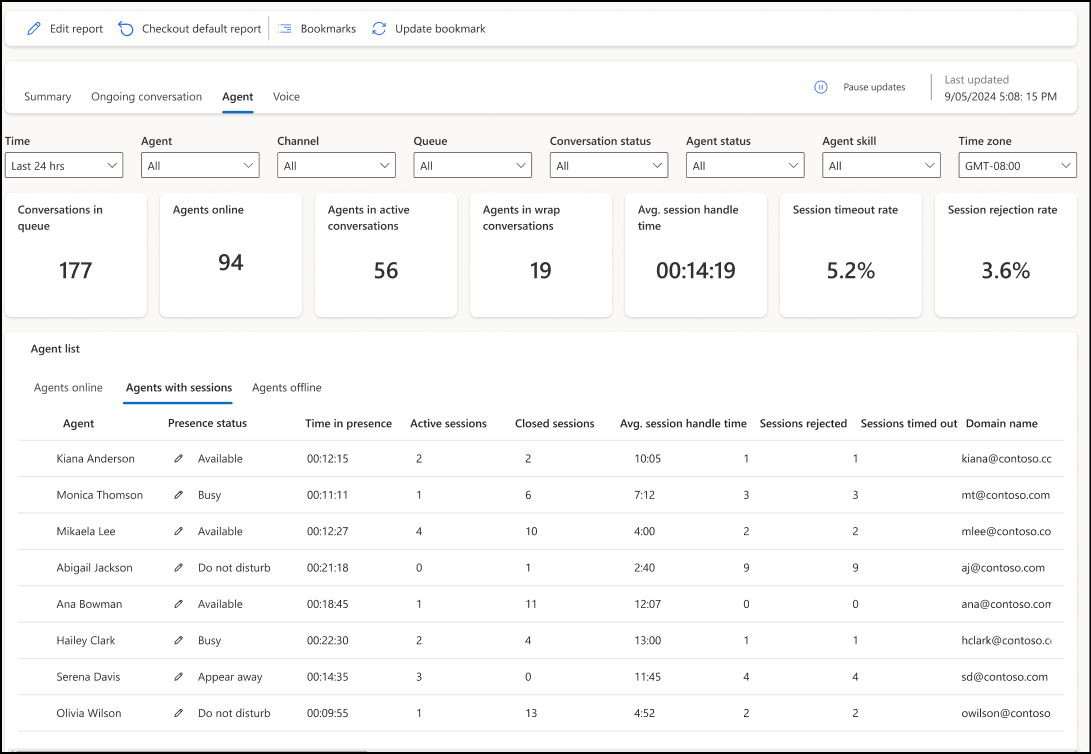 Edit report Checkout default report Bookmarks Update bookmark
Summary Ongoing conversation Agent Voice Pause updates Last updated
9/05/2024 5:08: 15 PM
Time Agent Channel Queue Conversation status Agent status Agent skill Time zone
Last 24 hrs All All All All All All GMT-08:00
Conversations in queue
177
Agents online
94
Agents in active conversations
56
Agents in wrap conversations
19
Avg. session handle time
00:14:19
Session timeout rate
5.2%
Session rejection rate
3.6%
Agent list
Agents online Agents with sessions Agents offline
Agent Presence status Time in presence Active sessions Closed sessions Avg. session handle time Sessions rejected Sessions timed out Domain name
Kiana Anderson Available 00:12:15 2 2 10:05 1 1 kiana@contoso.cc
Monica Thomson Busy 00:11:11 1 6 7:12 3 3 mt@contoso.com
Mikaela Lee Available 00:12:27 4 10 4:00 2 2 mlee@contoso.co
Abigail Jackson Do not disturb 00:21:18 0 1 2:40 9 9 aj@contoso.com
Ana Bowman Available 00:18:45 1 11 12:07 0 0 ana@contoso.com
Hailey Clark Busy 00:22:30 2 4 13:00 1 1 hclark@contoso.c
Serena Davis Appear away 00:14:35 3 0 11:45 4 4 sd@contoso.com
Olivia Wilson Do not disturb 00:09:55 1 13 4:52 2 2 owilson@contoso